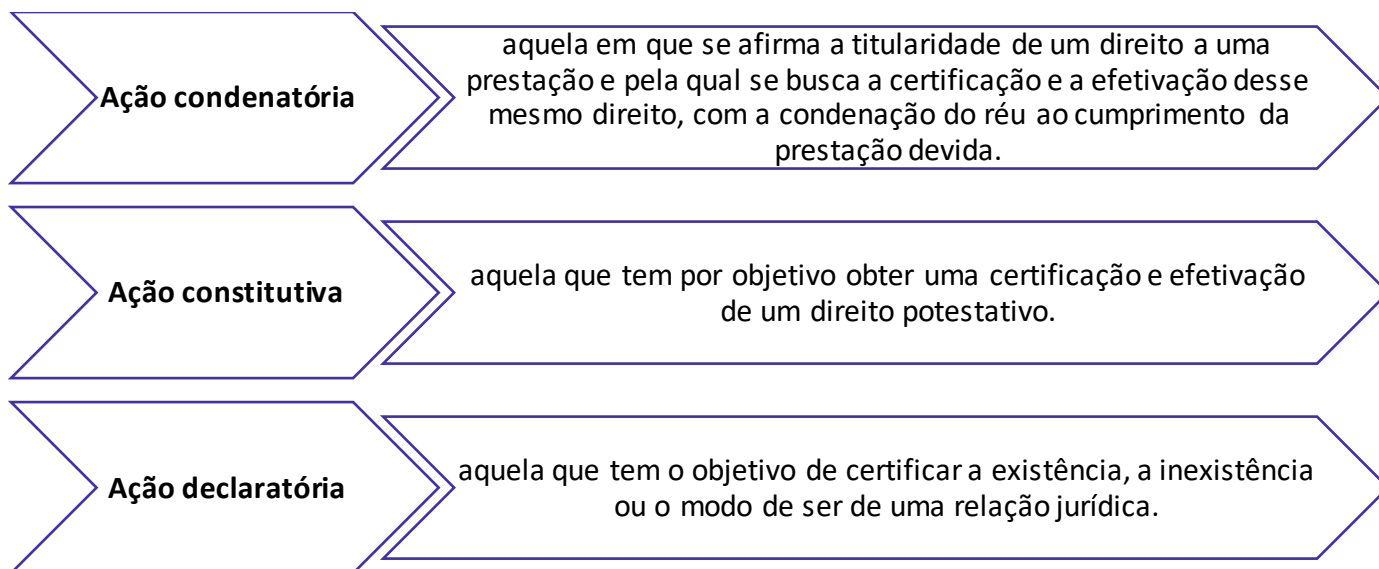 Ação condenatória
aquela em que se afirma a titularidade de um direito a uma
prestação e pela qual se busca a certificação e a efetivação desse
mesmo direito, com a condenação do réu ao cumprimento da
prestação devida.
Ação constitutiva
aquela que tem por objetivo obter uma certificação e efetivação
de um direito potestativo.
Ação declaratória
aquela que tem o objetivo de certificar a existência, a inexistência
ou o modo de ser de uma relação jurídica.